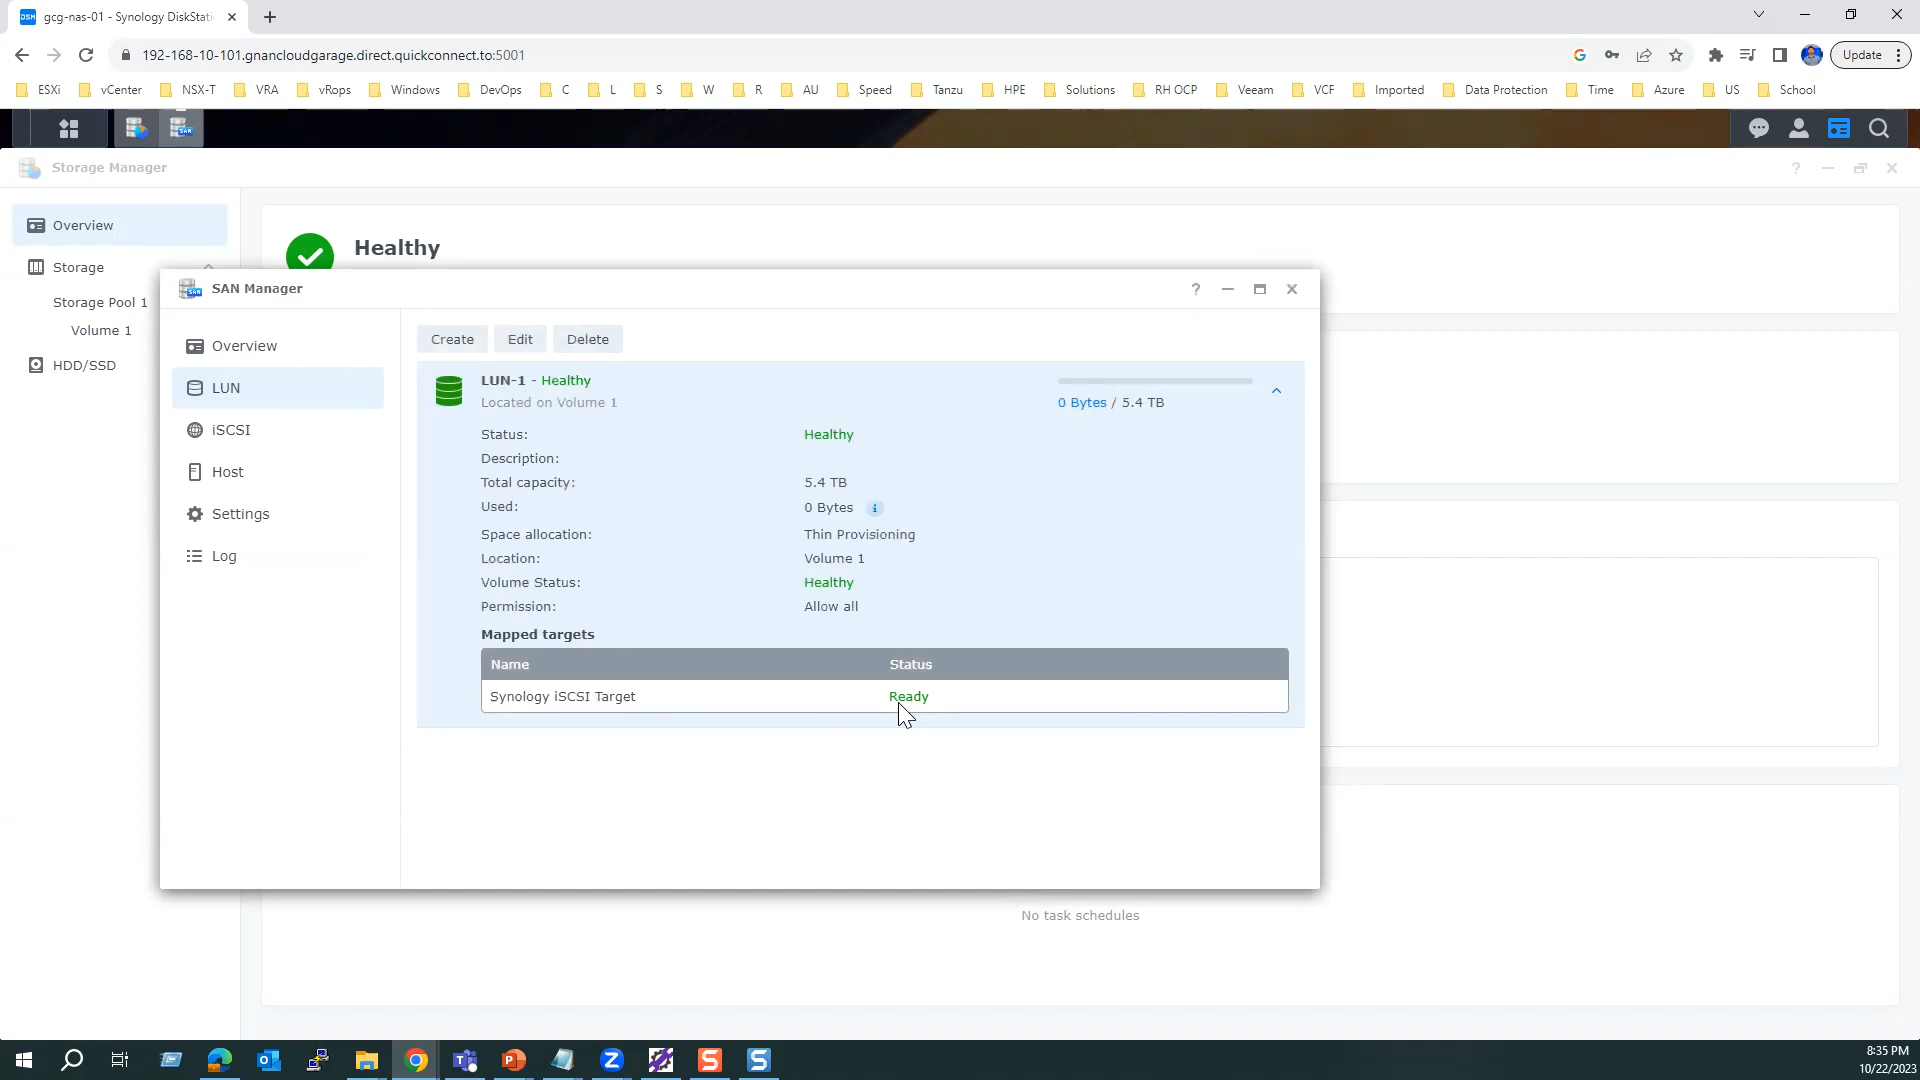 gcg-nas-01 - Synology DiskStati
192-168-10-101.gnancloudgarage.direct.quickconnect.to:5001
Update
ESXi vCenter NSX-T VRA vRops Windows DevOps C L S W R AU Speed Tanzu HPE Solutions RH OCP Veeam VCF Imported Data Protection Time Azure US School
Storage Manager
Overview
Storage
Storage Pool 1
Volume 1
HDD/SSD
Healthy
SAN Manager
Overview
LUN
iSCSI
Host
Settings
Log
Create Edit Delete
LUN-1 - Healthy
Located on Volume 1
0 Bytes / 5.4 TB
Status: Healthy
Description:
Total capacity: 5.4 TB
Used: 0 Bytes
Space allocation: Thin Provisioning
Location: Volume 1
Volume Status: Healthy
Permission: Allow all
Mapped targets
Name Status
Synology iSCSI Target Ready
No task schedules
8:35 PM
10/22/2023